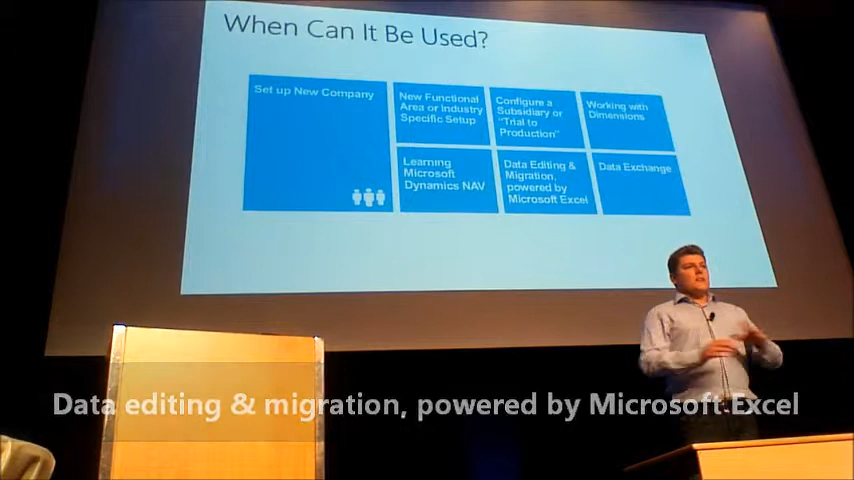 When Can It Be Used?
Set up New Company
New Functional
Area or Industry
Specific Setup
Configure a
Subsidiary or
"Trial to
Production"
Working with
Dimensions
Learning
Microsoft
Dynamics NAV
Data Editing &
Migration,
powered by
Microsoft Excel
Data Exchange
Data editing & migration, powered by Microsoft Excel